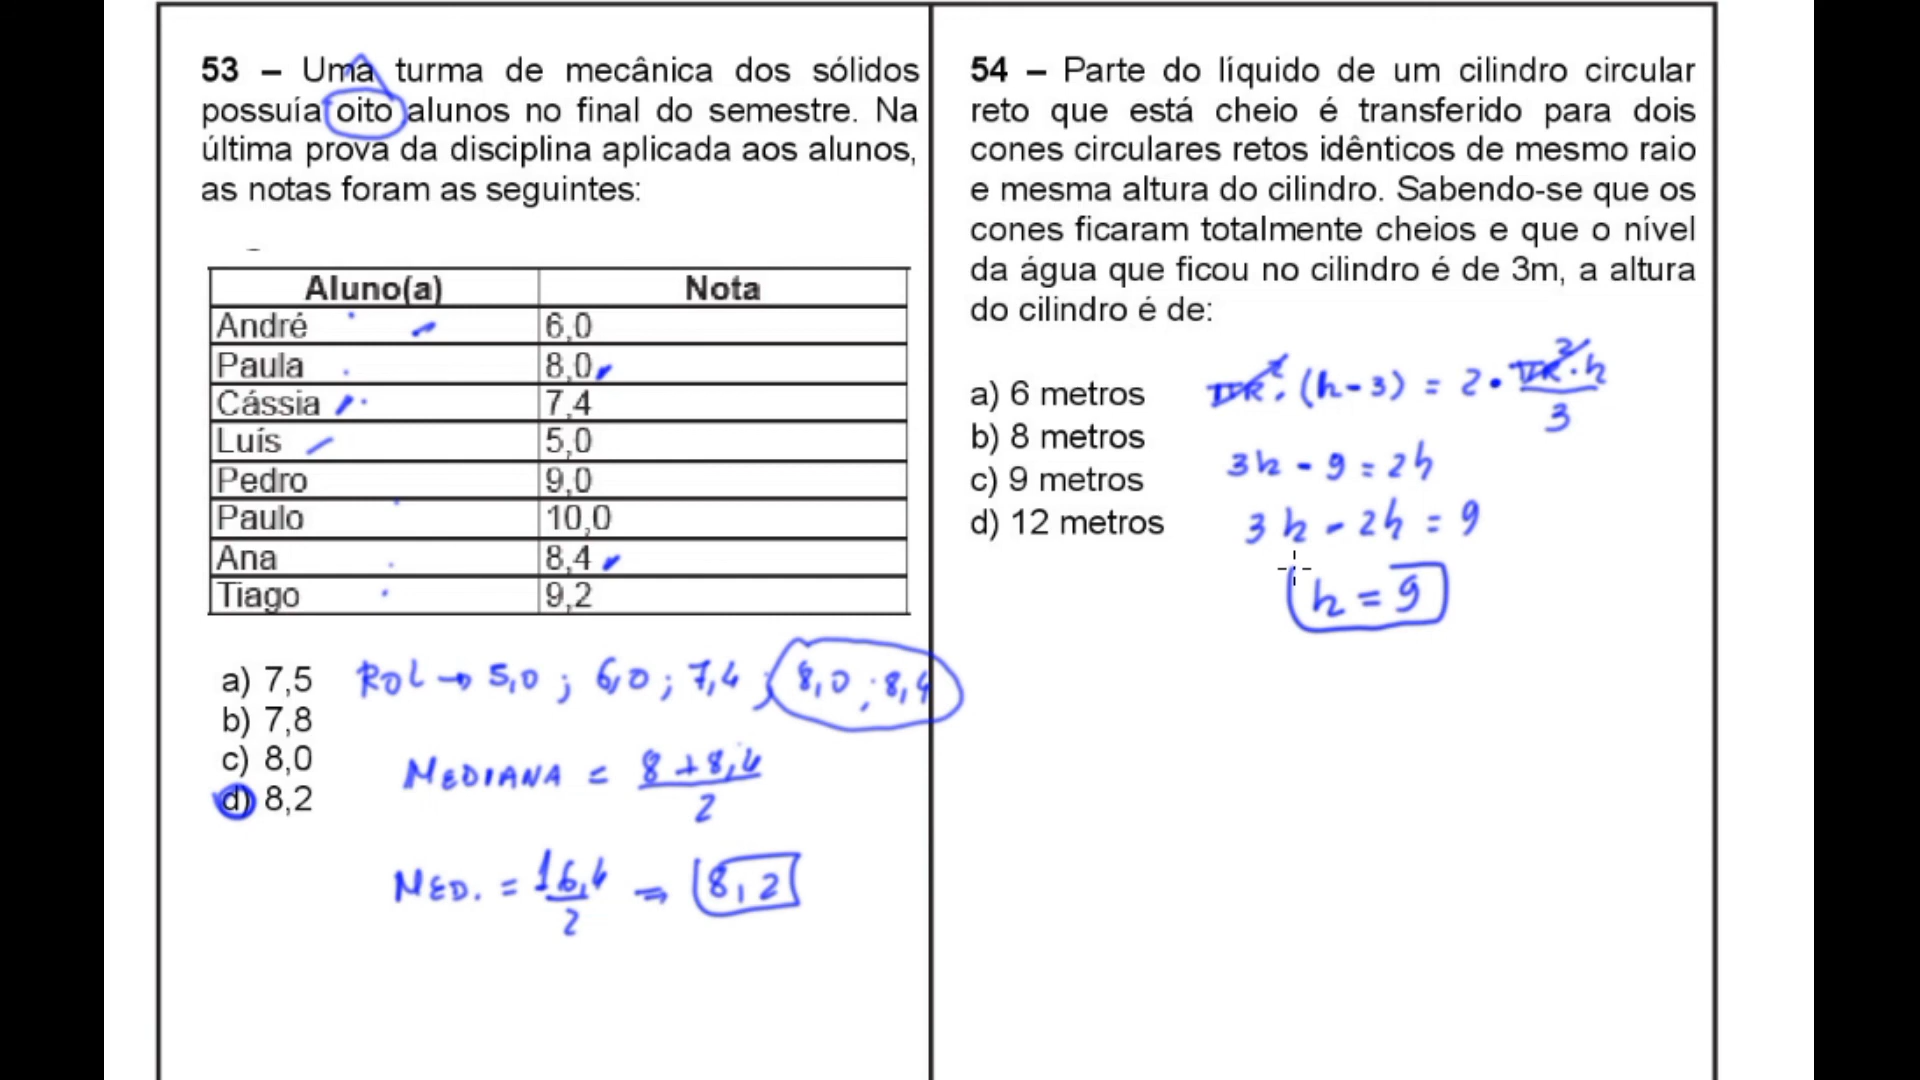 53 – Uma turma de mecânica dos sólidos
possuía oito alunos no final do semestre. Na
última prova da disciplina aplicada aos alunos,
as notas foram as seguintes:
Aluno(a) Nota
André 6,0
Paula 8,0
Cássia 7,4
Luís 5,0
Pedro 9,0
Paulo 10,0
Ana 8,4
Tiago 9,2
a) 7,5
b) 7,8
c) 8,0
d) 8,2
ROL → 5,0 ; 6,0 ; 7,4 ; 8,0 ; 8,4
MEDIANA = (8 + 8,4)/2
MED. = 16,4/2 ⇒ 8,2
54 – Parte do líquido de um cilindro circular
reto que está cheio é transferido para dois
cones circulares retos idênticos de mesmo raio
e mesma altura do cilindro. Sabendo-se que os
cones ficaram totalmente cheios e que o nível
da água que ficou no cilindro é de 3m, a altura
do cilindro é de:
a) 6 metros
b) 8 metros
c) 9 metros
d) 12 metros
πR². (h - 3) = 2 • πR².h/3
3h - 9 = 2h
3h - 2h = 9
h = 9